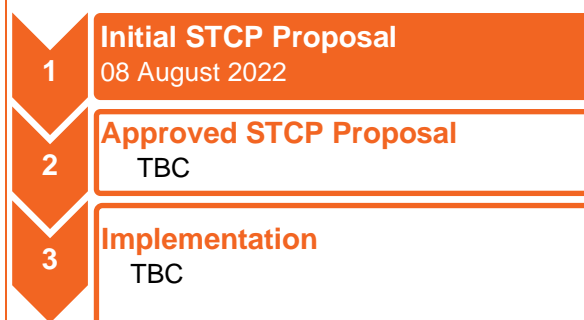 1
Initial STCP Proposal
08 August 2022
2
Approved STCP Proposal
TBC
3
Implementation
TBC